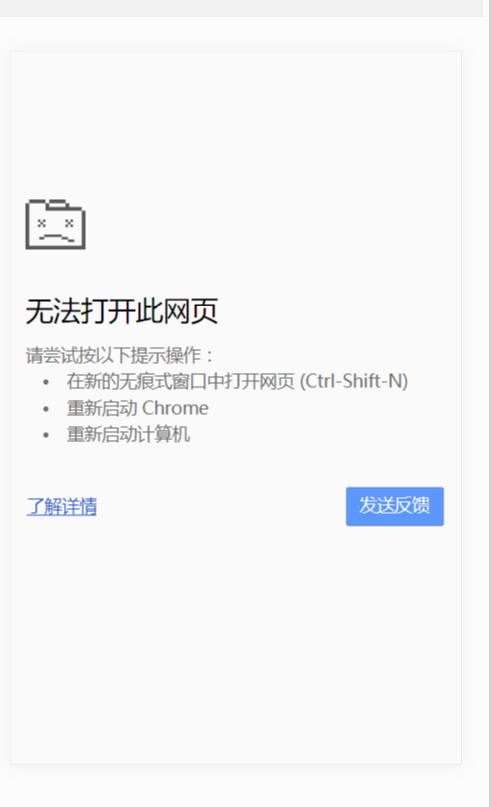 无法打开此网页
请尝试按以下提示操作：
• 在新的无痕式窗口中打开网页 (Ctrl-Shift-N)
• 重新启动 Chrome
• 重新启动计算机
了解详情
发送反馈